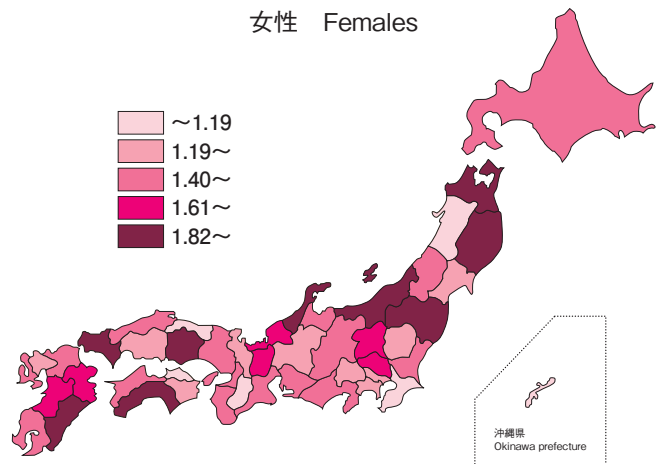 女性　Females
～1.19
1.19～
1.40～
1.61～
1.82～
沖縄県
Okinawa prefecture